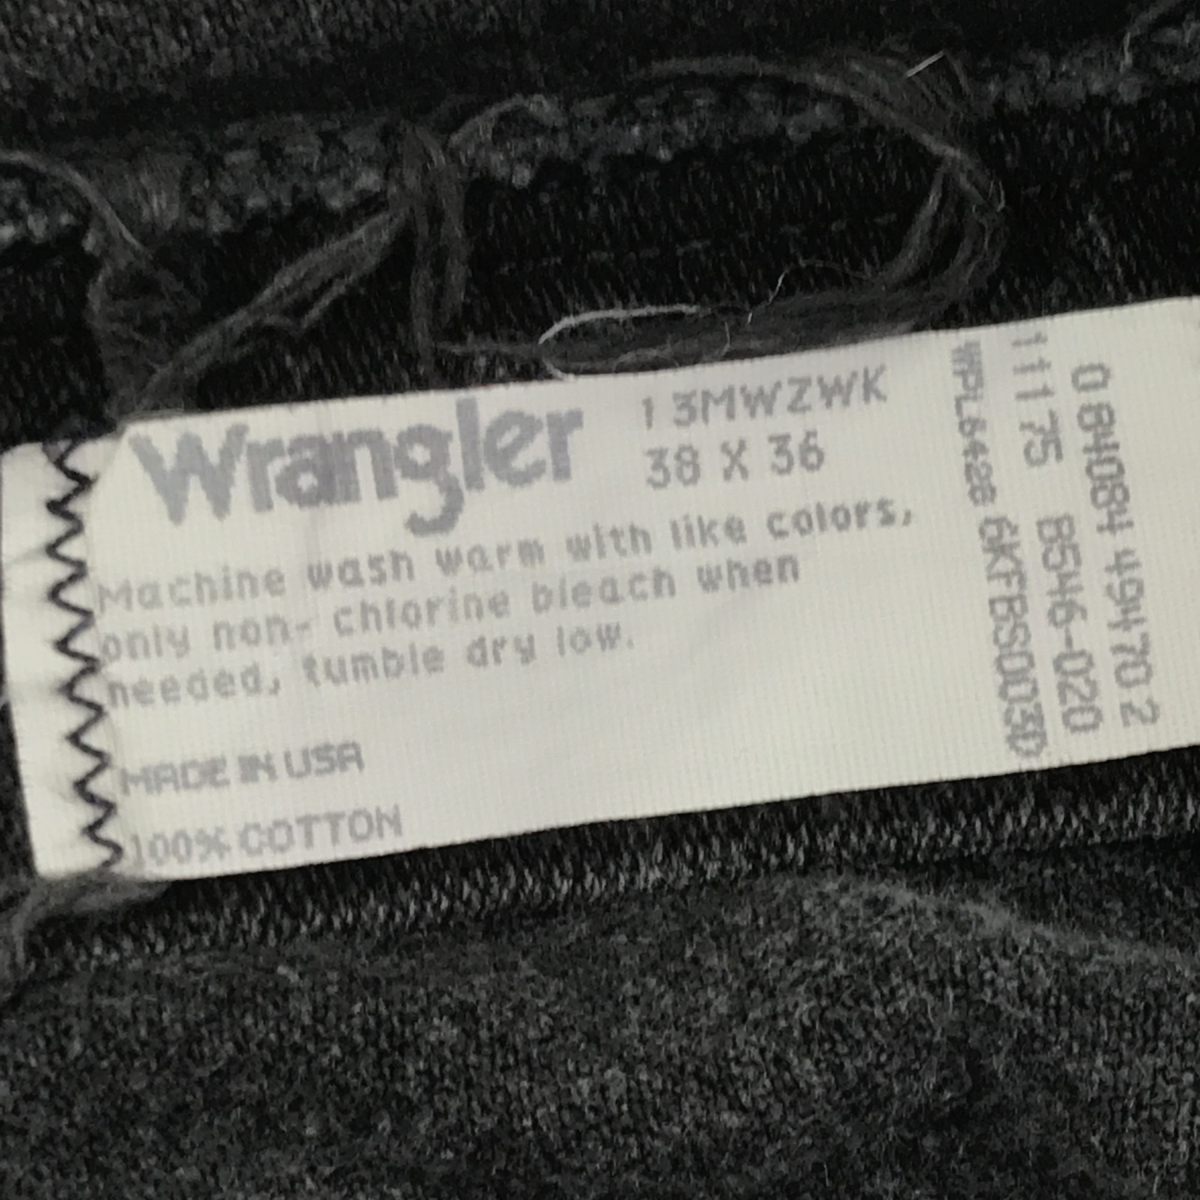 Wrangler
13MWZWK
38 X 36
Machine wash warm with like colors,
only non- chlorine bleach when
needed, tumble dry low.
MADE IN USA
100% COTTON
0 84084 49470 2
11175 B546-020
WPL6428 6KFBS003D